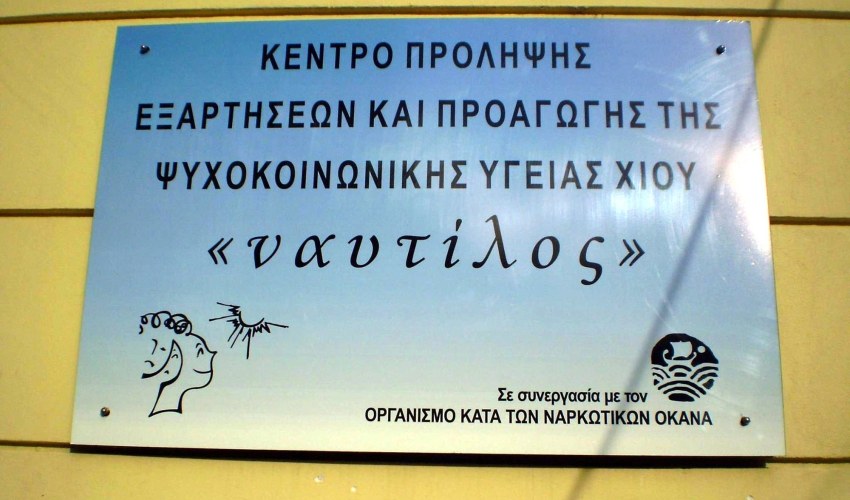 ΚΕΝΤΡΟ ΠΡΟΛΗΨΗΣ
ΕΞΑΡΤΗΣΕΩΝ ΚΑΙ ΠΡΟΑΓΩΓΗΣ ΤΗΣ
ΨΥΧΟΚΟΙΝΩΝΙΚΗΣ ΥΓΕΙΑΣ ΧΙΟΥ
«ναυτίλος»
Σε συνεργασία με τον
ΟΡΓΑΝΙΣΜΟ ΚΑΤΑ ΤΩΝ ΝΑΡΚΩΤΙΚΩΝ ΟΚΑΝΑ